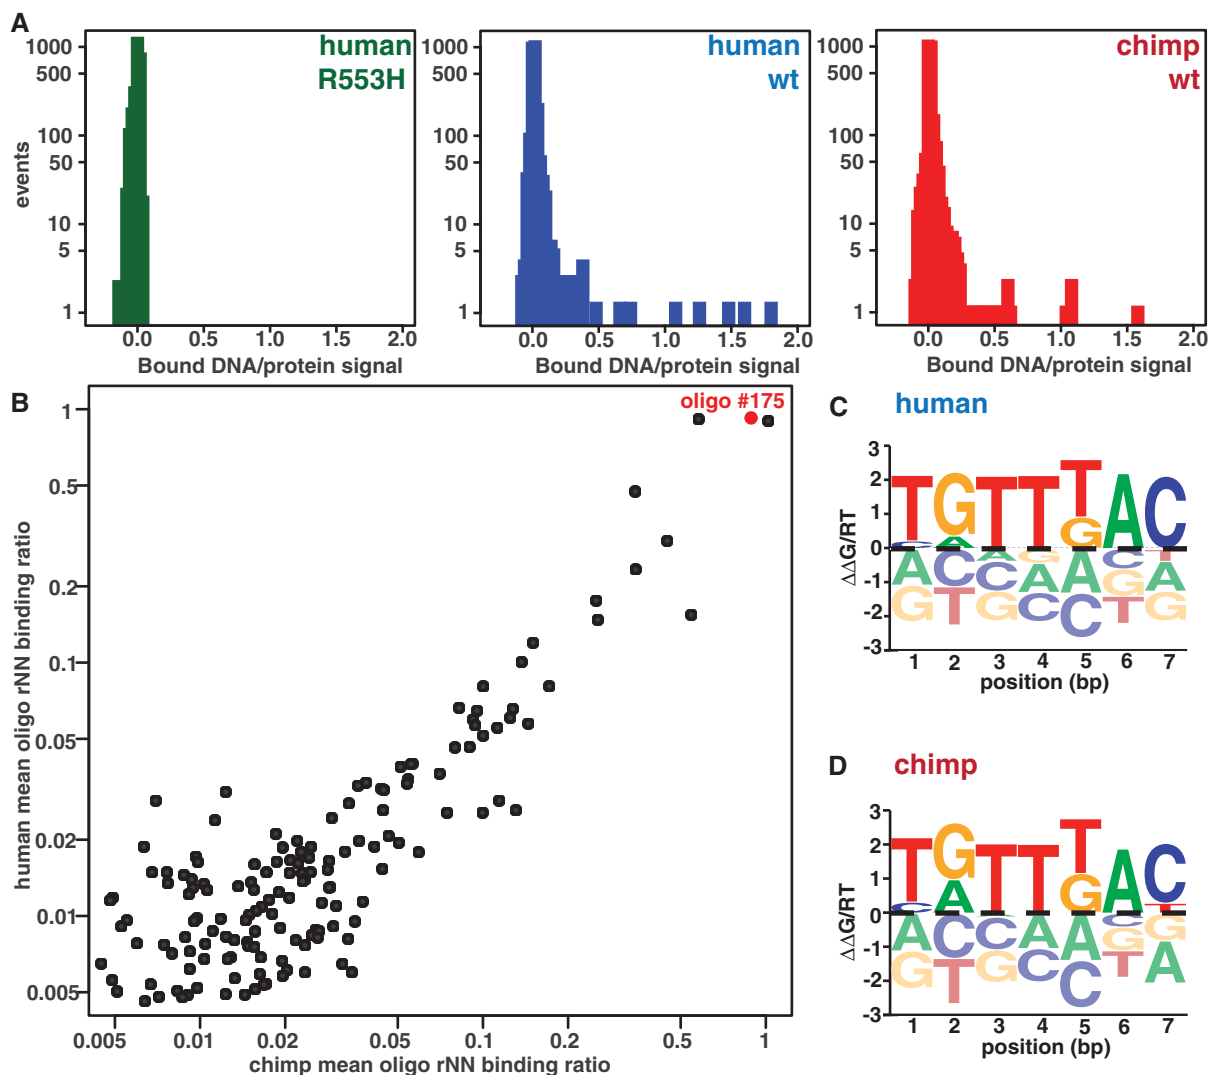 A
human
R553H
human
wt
chimp
wt
events
1000
500
100
50
10
5
1
1000
500
100
50
10
5
1
1000
500
100
50
10
5
1
0.0 0.5 1.0 1.5 2.0
0.0 0.5 1.0 1.5 2.0
0.0 0.5 1.0 1.5 2.0
Bound DNA/protein signal
Bound DNA/protein signal
Bound DNA/protein signal
B
human mean oligo rNN binding ratio
1
0.5
0.2
0.1
0.05
0.02
0.01
0.005
oligo #175
0.005 0.01 0.02 0.05 0.1 0.2 0.5 1
chimp mean oligo rNN binding ratio
C human
ΔΔG/RT
3
2
1
0
-1
-2
-3
T G T T T A C
C A G
A C A G A C T
G T C A C G A
G C T G
1 2 3 4 5 6 7
position (bp)
D chimp
ΔΔG/RT
3
2
1
0
-1
-2
-3
T G T T T A C
C A G T
A C C A A C G
G T G C C G A
T
1 2 3 4 5 6 7
position (bp)